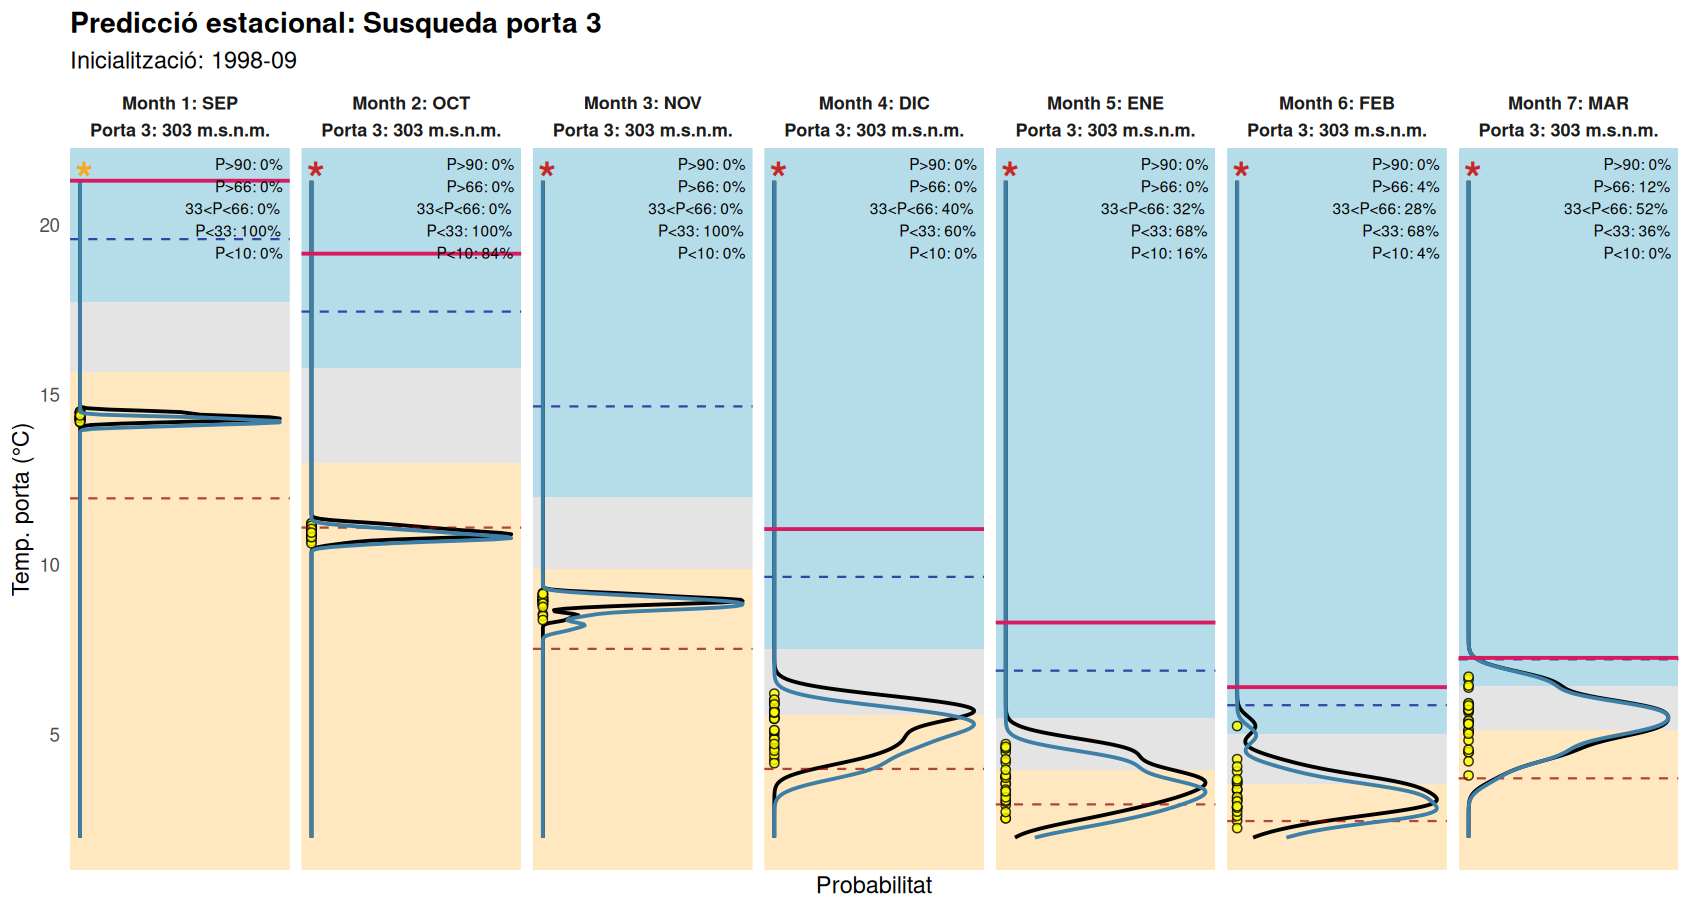 Predicció estacional: Susqueda porta 3
Inicialització: 1998-09
Month 1: SEP
Porta 3: 303 m.s.n.m.
Month 2: OCT
Porta 3: 303 m.s.n.m.
Month 3: NOV
Porta 3: 303 m.s.n.m.
Month 4: DIC
Porta 3: 303 m.s.n.m.
Month 5: ENE
Porta 3: 303 m.s.n.m.
Month 6: FEB
Porta 3: 303 m.s.n.m.
Month 7: MAR
Porta 3: 303 m.s.n.m.
*
P>90: 0%
P>66: 0%
33<P<66: 0%
P<33: 100%
P<10: 0%
*
P>90: 0%
P>66: 0%
33<P<66: 0%
P<33: 100%
P<10: 84%
*
P>90: 0%
P>66: 0%
33<P<66: 0%
P<33: 100%
P<10: 0%
*
P>90: 0%
P>66: 0%
33<P<66: 40%
P<33: 60%
P<10: 0%
*
P>90: 0%
P>66: 0%
33<P<66: 32%
P<33: 68%
P<10: 16%
*
P>90: 0%
P>66: 4%
33<P<66: 28%
P<33: 68%
P<10: 4%
*
P>90: 0%
P>66: 12%
33<P<66: 52%
P<33: 36%
P<10: 0%
20
15
10
5
Temp. porta (°C)
Probabilitat